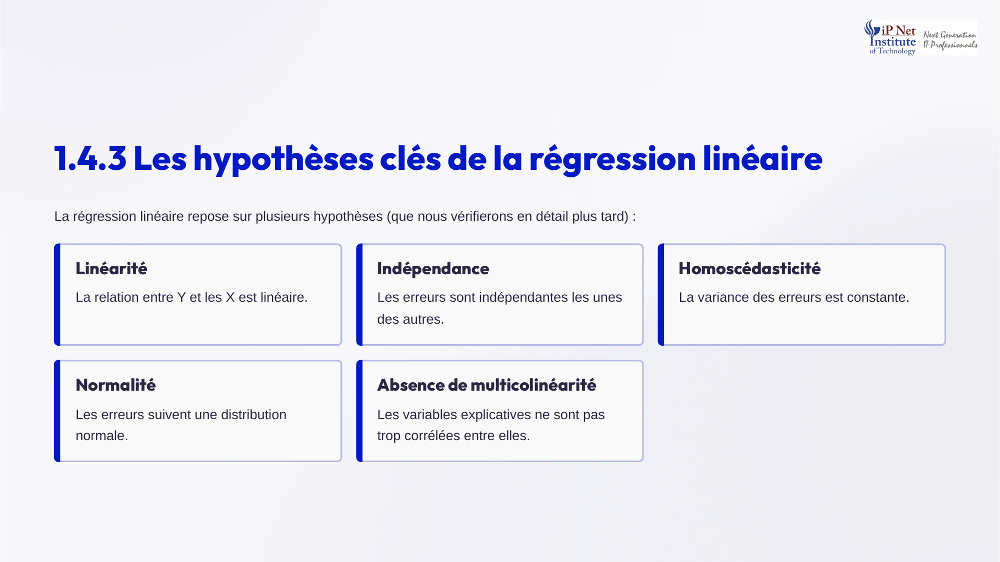 iP Net
Institute
of Technology
Next Generation
IT Professionnels
1.4.3 Les hypothèses clés de la régression linéaire
La régression linéaire repose sur plusieurs hypothèses (que nous vérifierons en détail plus tard) :
Linéarité
La relation entre Y et les X est linéaire.
Indépendance
Les erreurs sont indépendantes les unes
des autres.
Homoscédasticité
La variance des erreurs est constante.
Normalité
Les erreurs suivent une distribution
normale.
Absence de multicolinéarité
Les variables explicatives ne sont pas
trop corrélées entre elles.